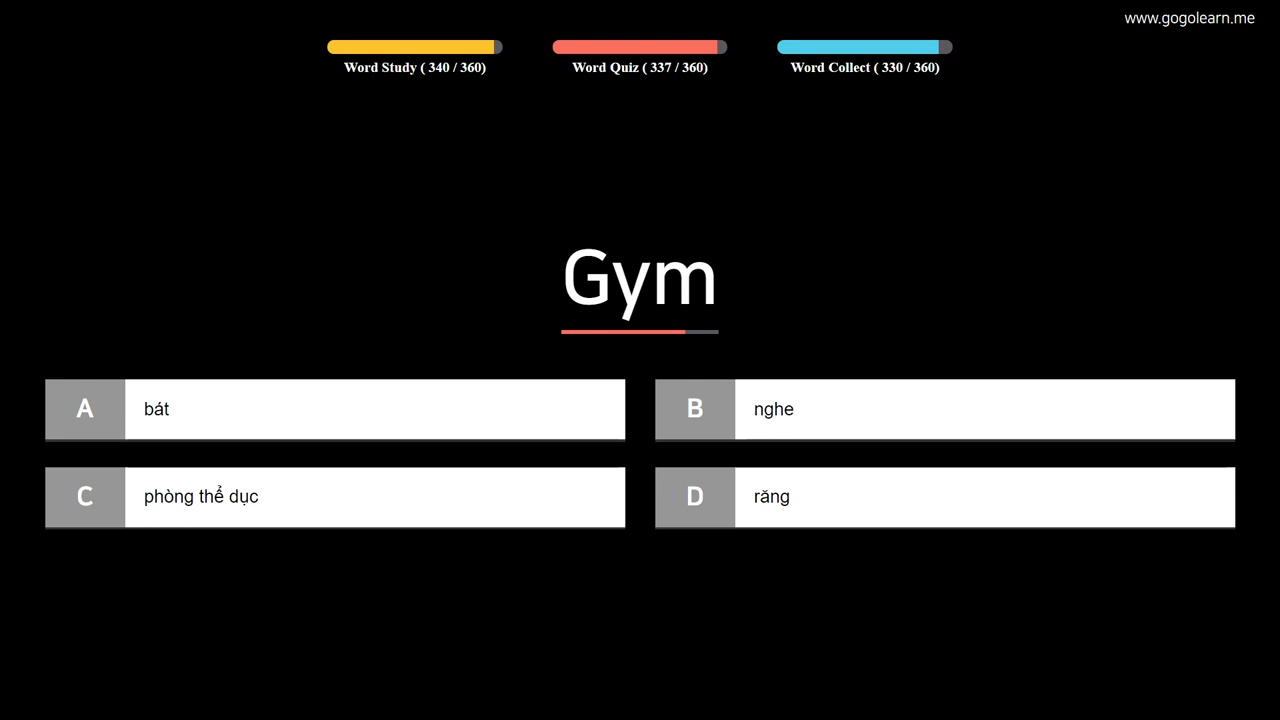 www.gogolearn.me
Word Study ( 340 / 360)
Word Quiz ( 337 / 360)
Word Collect ( 330 / 360)
Gym
A bát
B nghe
C phòng thể dục
D răng